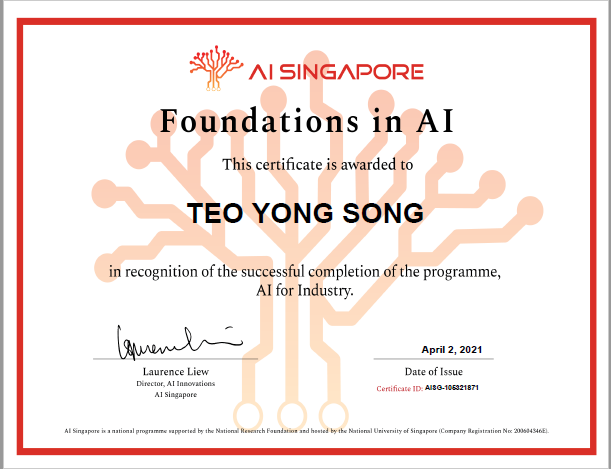 AI SINGAPORE
Foundations in AI
This certificate is awarded to
TEO YONG SONG
in recognition of the successful completion of the programme,
AI for Industry.
Laurence Liew
Director, AI Innovations
AI Singapore
April 2, 2021
Date of Issue
Certificate ID: AISG-105321871
AI Singapore is a national programme supported by the National Research Foundation and hosted by the National University of Singapore (Company Registration No: 200604346E).